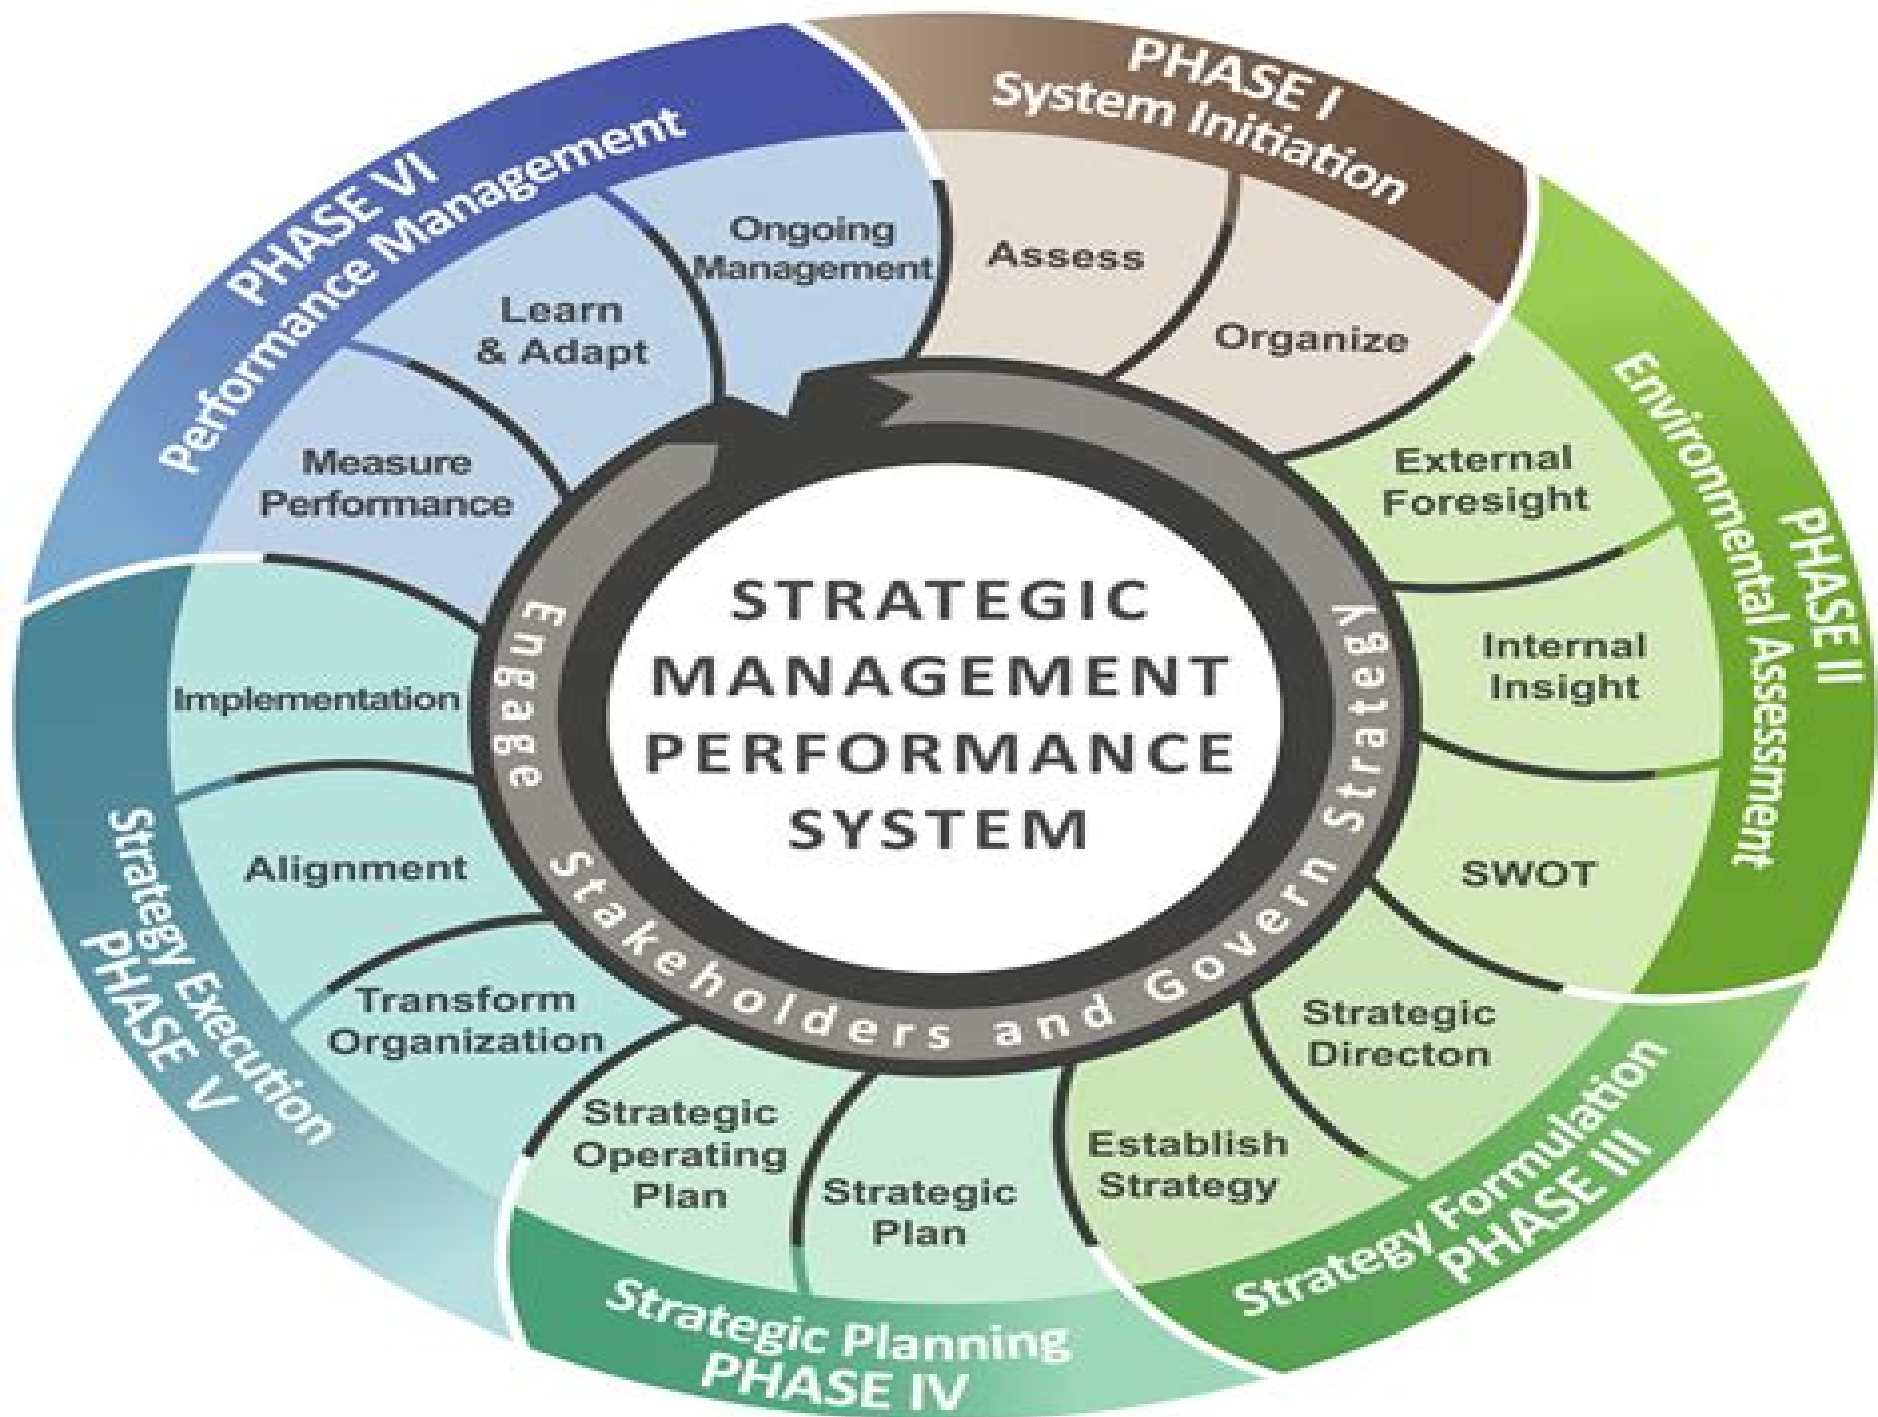 STRATEGIC
MANAGEMENT
PERFORMANCE
SYSTEM
Engage Stakeholders and Govern Strategy
PHASE I
System Initiation
Assess
Organize
PHASE II
Environmental Assessment
External
Foresight
Internal
Insight
SWOT
Strategy Formulation
PHASE III
Strategic
Directon
Establish
Strategy
Strategic Planning
PHASE IV
Strategic
Plan
Strategic
Operating
Plan
Strategy Execution
PHASE V
Transform
Organization
Alignment
Implementation
PHASE VI
Performance Management
Measure
Performance
Learn
& Adapt
Ongoing
Management